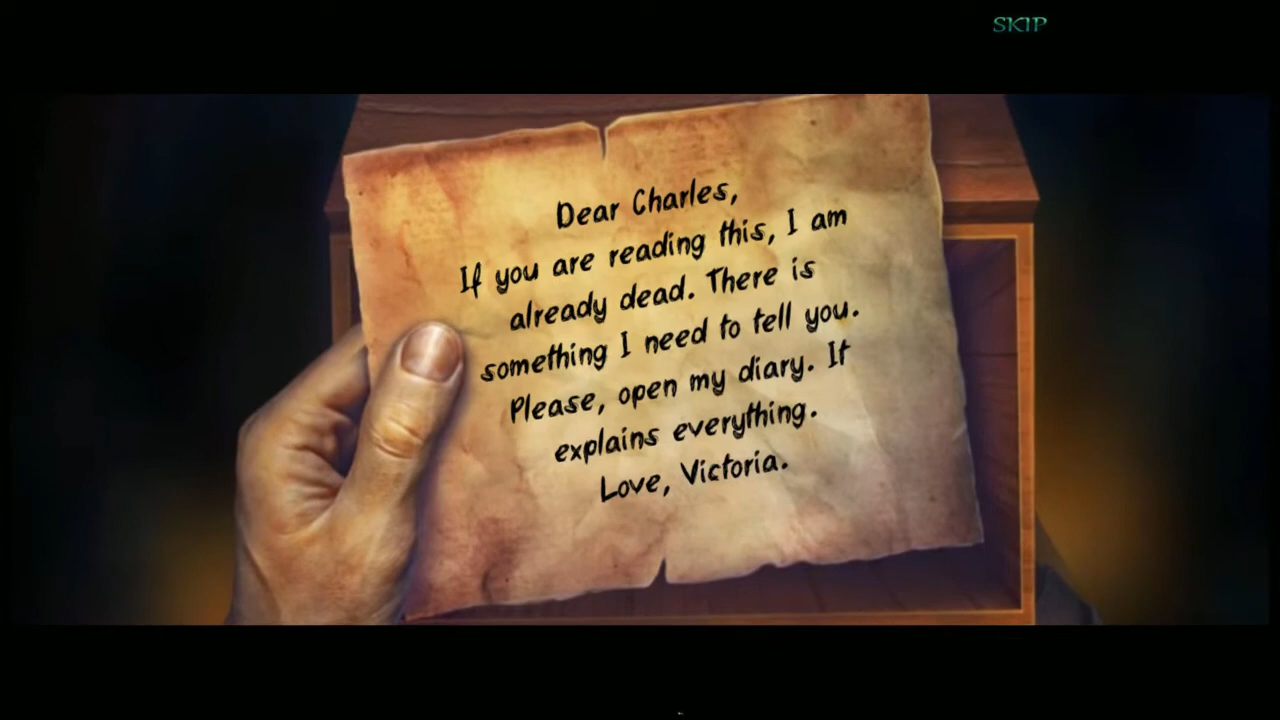 SKIP
Dear Charles,
If you are reading this, I am
already dead. There is
something I need to tell you.
Please, open my diary. It
explains everything.
Love, Victoria.